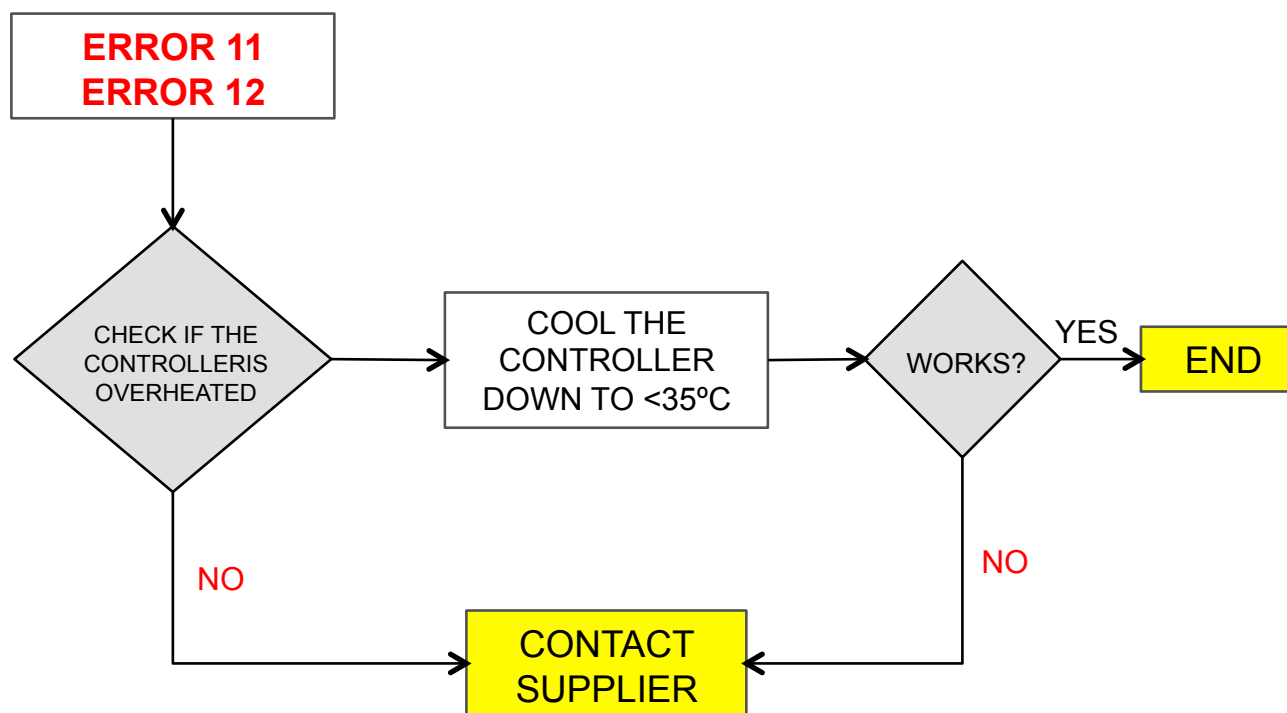 ERROR 11
ERROR 12
CHECK IF THE
CONTROLLERIS
OVERHEATED
COOL THE
CONTROLLER
DOWN TO <35ºC
WORKS?
YES
END
NO
NO
CONTACT
SUPPLIER